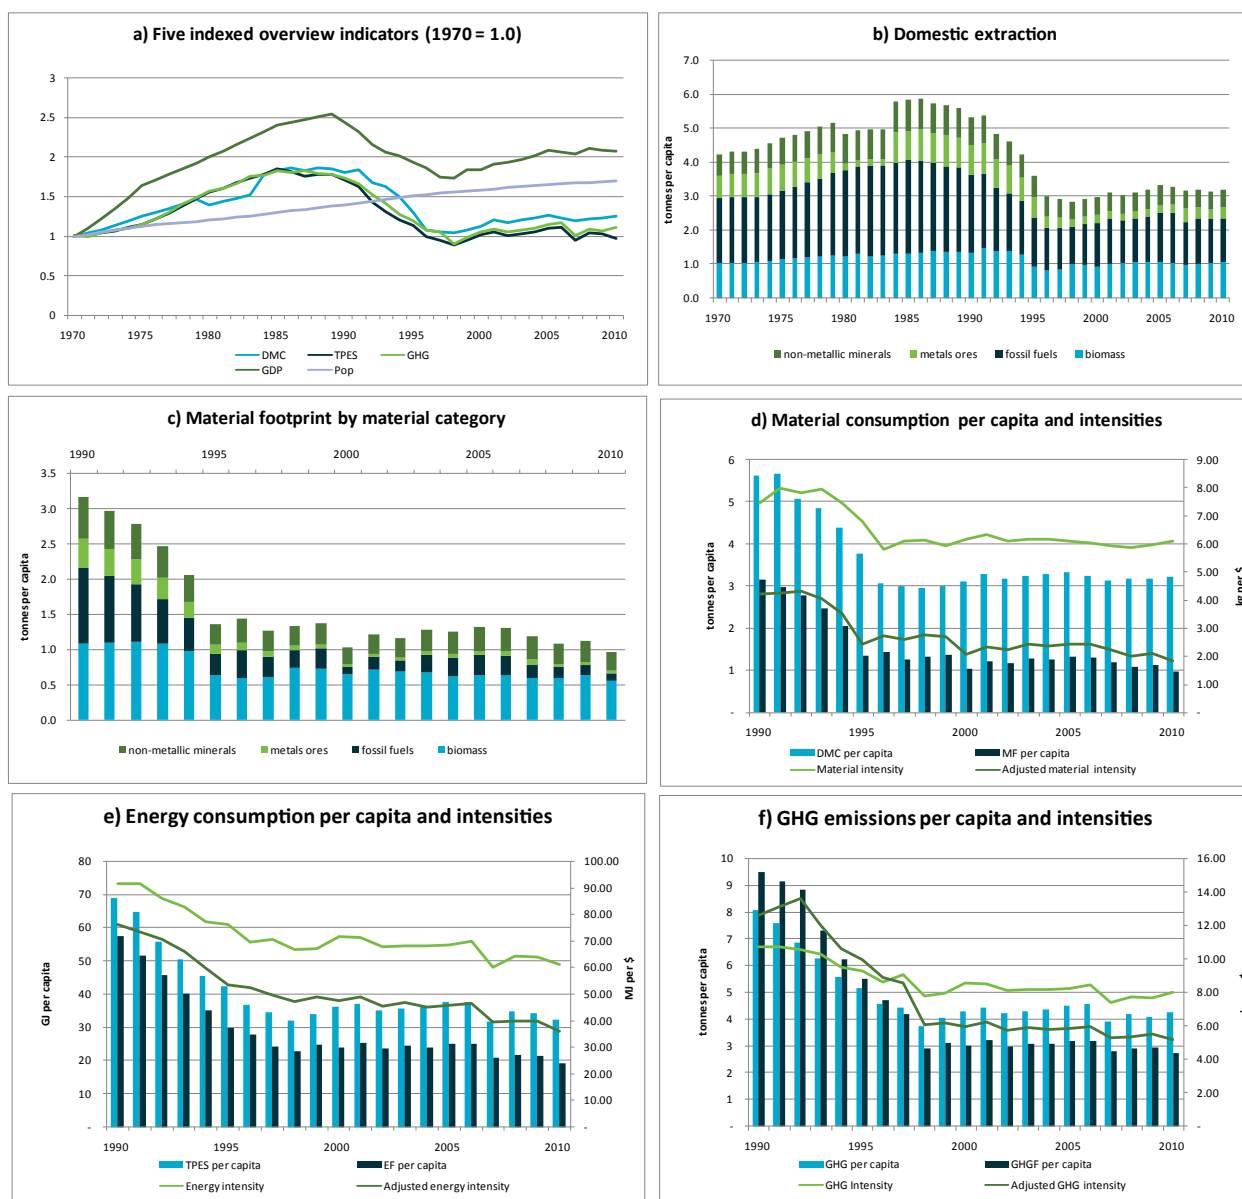 a) Five indexed overview indicators (1970 = 1.0)
3
2.5
2
1.5
1
0.5
0
1970 1975 1980 1985 1990 1995 2000 2005 2010
DMC TPES GHG
GDP Pop
b) Domestic extraction
tonnes per capita
7.0
6.0
5.0
4.0
3.0
2.0
1.0
0.0
1970 1975 1980 1985 1990 1995 2000 2005 2010
non-metallic minerals metals ores fossil fuels biomass
c) Material footprint by material category
1990 1995 2000 2005 2010
tonnes per capita
3.5
3.0
2.5
2.0
1.5
1.0
0.5
0.0
non-metallic minerals metals ores fossil fuels biomass
d) Material consumption per capita and intensities
tonnes per capita
6
5
4
3
2
1
-
9.00
8.00
7.00
6.00
5.00
4.00
3.00
2.00
1.00
-
kg per $
1990 1995 2000 2005 2010
DMC per capita MF per capita
Material intensity Adjusted material intensity
e) Energy consumption per capita and intensities
GJ per capita
80
70
60
50
40
30
20
10
-
100.00
90.00
80.00
70.00
60.00
50.00
40.00
30.00
20.00
10.00
-
MJ per $
1990 1995 2000 2005 2010
TPES per capita EF per capita
Energy intensity Adjusted energy intensity
f) GHG emissions per capita and intensities
tonnes per capita
10
9
8
7
6
5
4
3
2
1
-
16.00
14.00
12.00
10.00
8.00
6.00
4.00
2.00
-
1990 1995 2000 2005 2010
GHG per capita GHGF per capita
GHG Intensity Adjusted GHG intensity